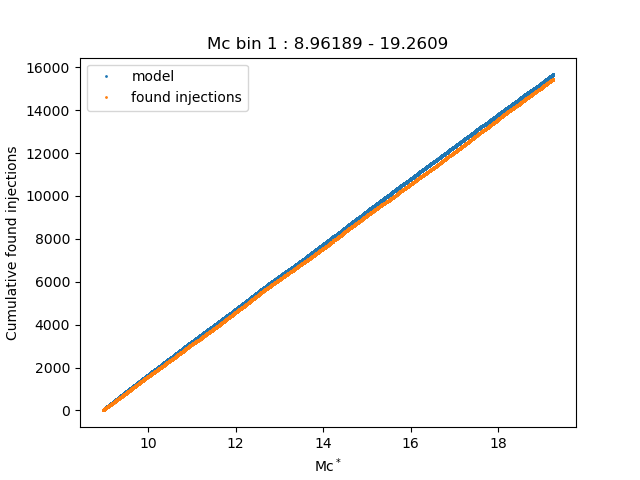 Mc bin 1 : 8.96189 - 19.2609
16000
14000
12000
10000
8000
6000
4000
2000
0
Cumulative found injections
model
found injections
10 12 14 16 18
Mc*